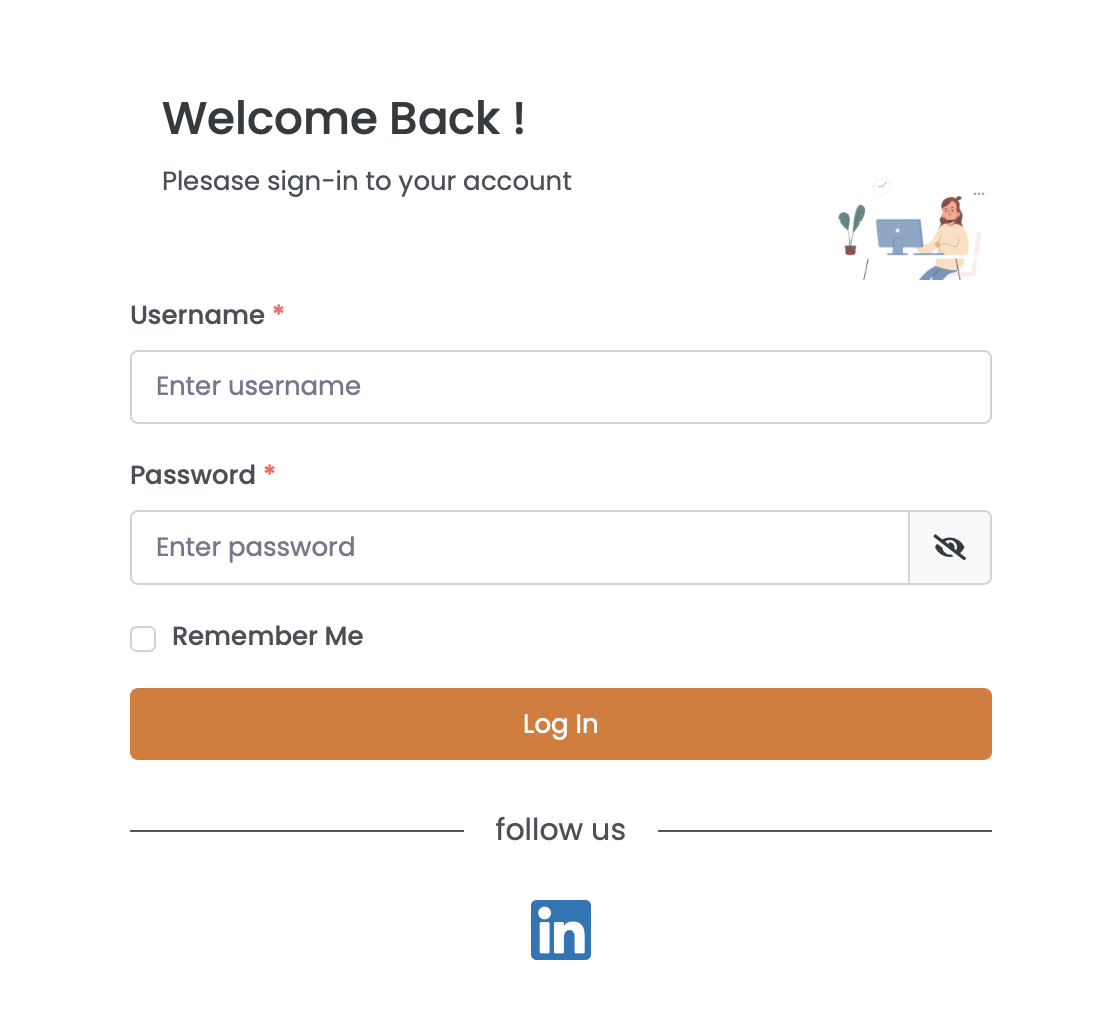 Welcome Back !
Plesase sign-in to your account
Username *
Enter username
Password *
Enter password
Remember Me
Log In
follow us
in